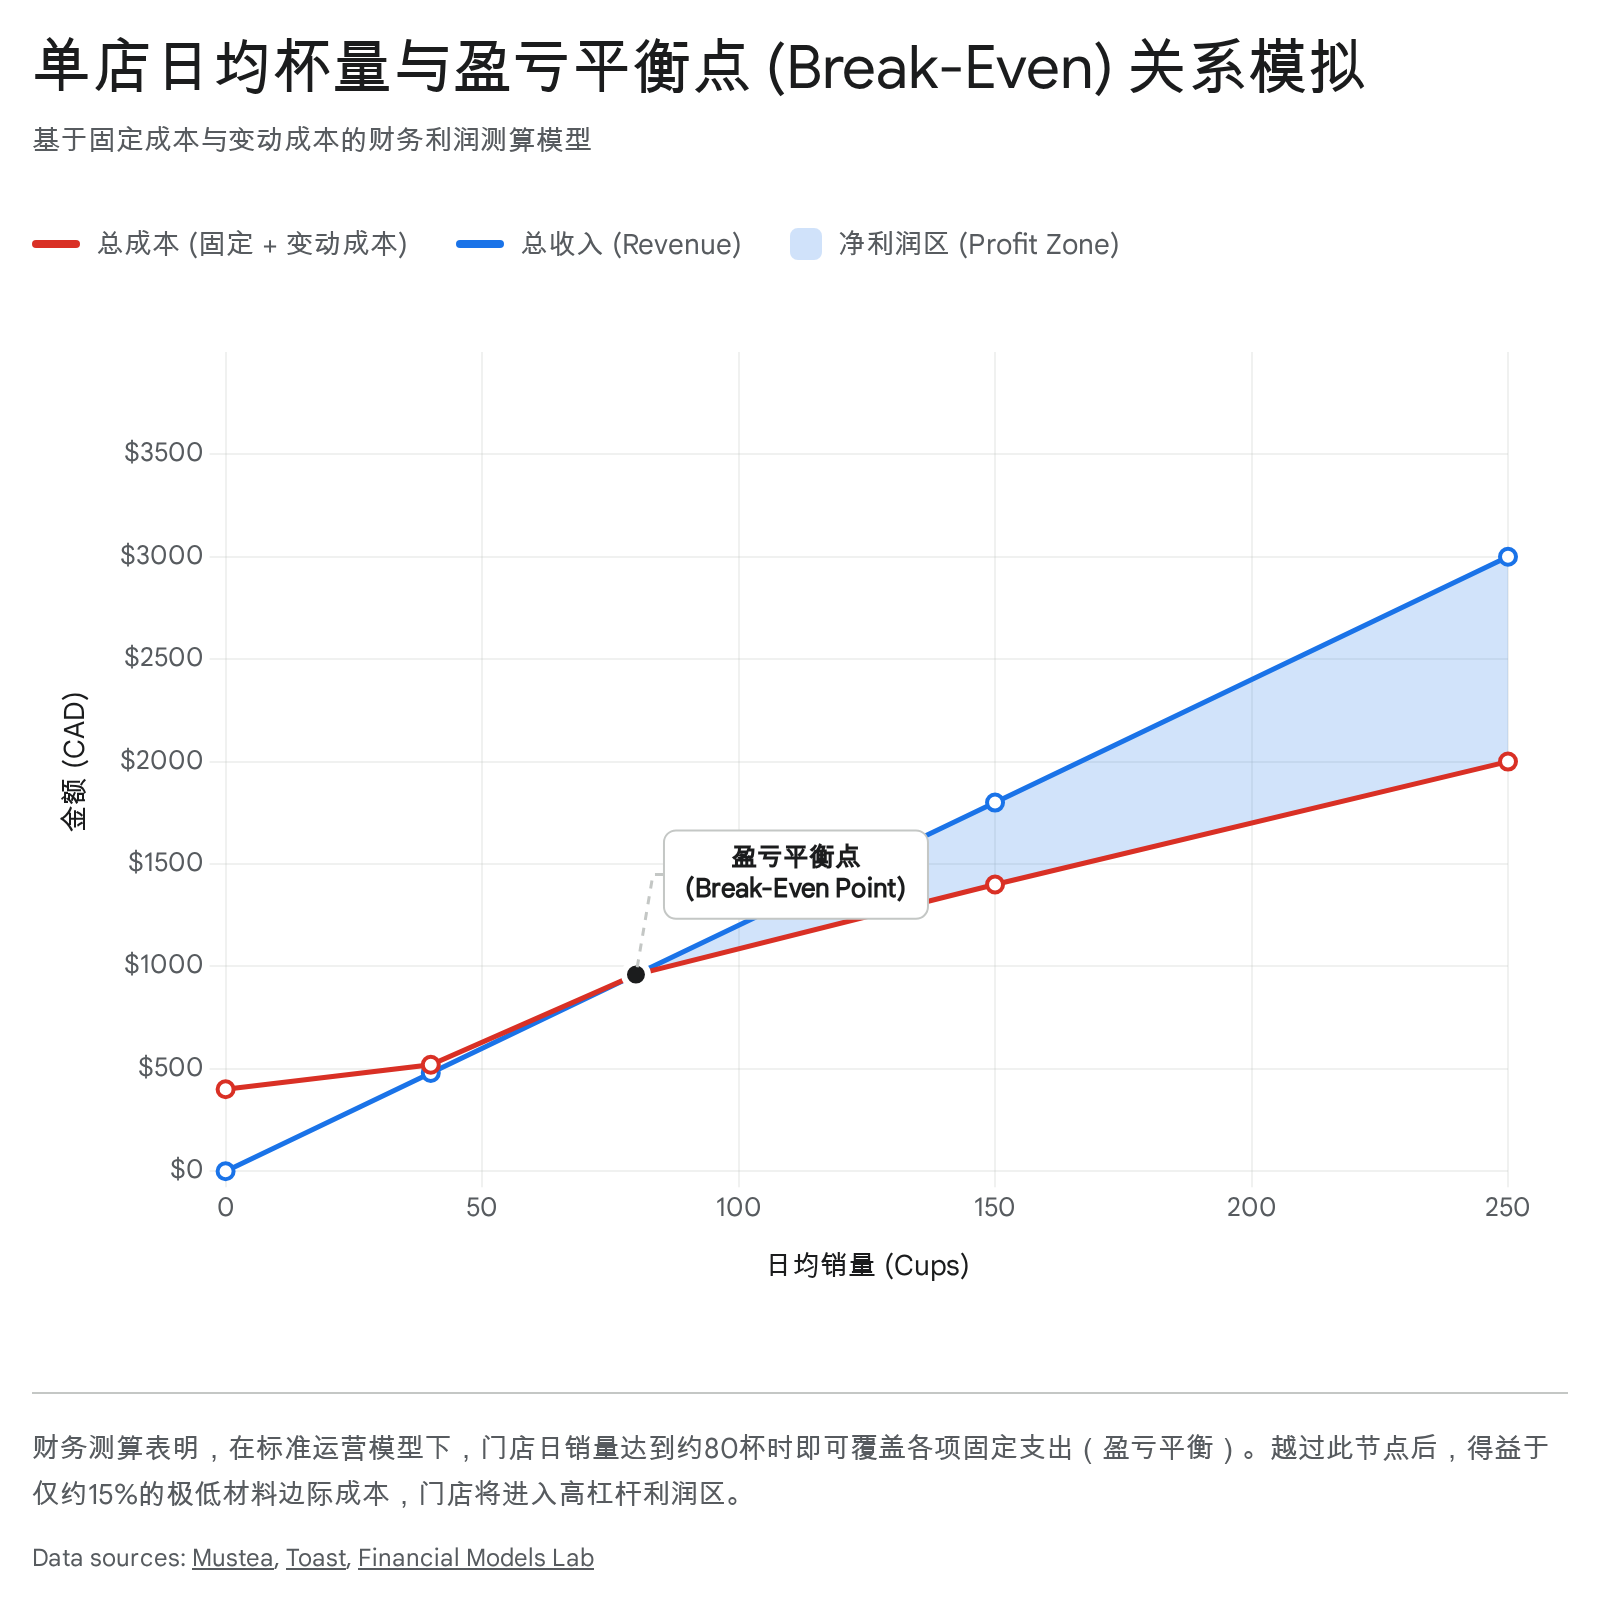 单店日均杯量与盈亏平衡点 (Break-Even) 关系模拟
基于固定成本与变动成本的财务利润测算模型
总成本 (固定 + 变动成本)
总收入 (Revenue)
净利润区 (Profit Zone)
$3500
$3000
$2500
$2000
$1500
$1000
$500
$0
金额 (CAD)
盈亏平衡点
(Break-Even Point)
0
50
100
150
200
250
日均销量 (Cups)
财务测算表明，在标准运营模型下，门店日销量达到约80杯时即可覆盖各项固定支出（盈亏平衡）。越过此节点后，得益于
仅约15%的极低材料边际成本，门店将进入高杠杆利润区。
Data sources: Mustea, Toast, Financial Models Lab